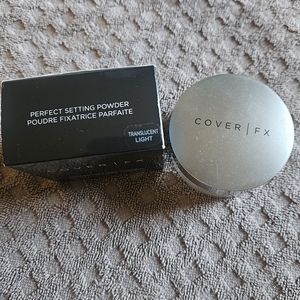 PERFECT SETTING POWDER
POUDRE FIXATRICE PARFAITE
TRANSLUCENT
LIGHT
COVER | FX